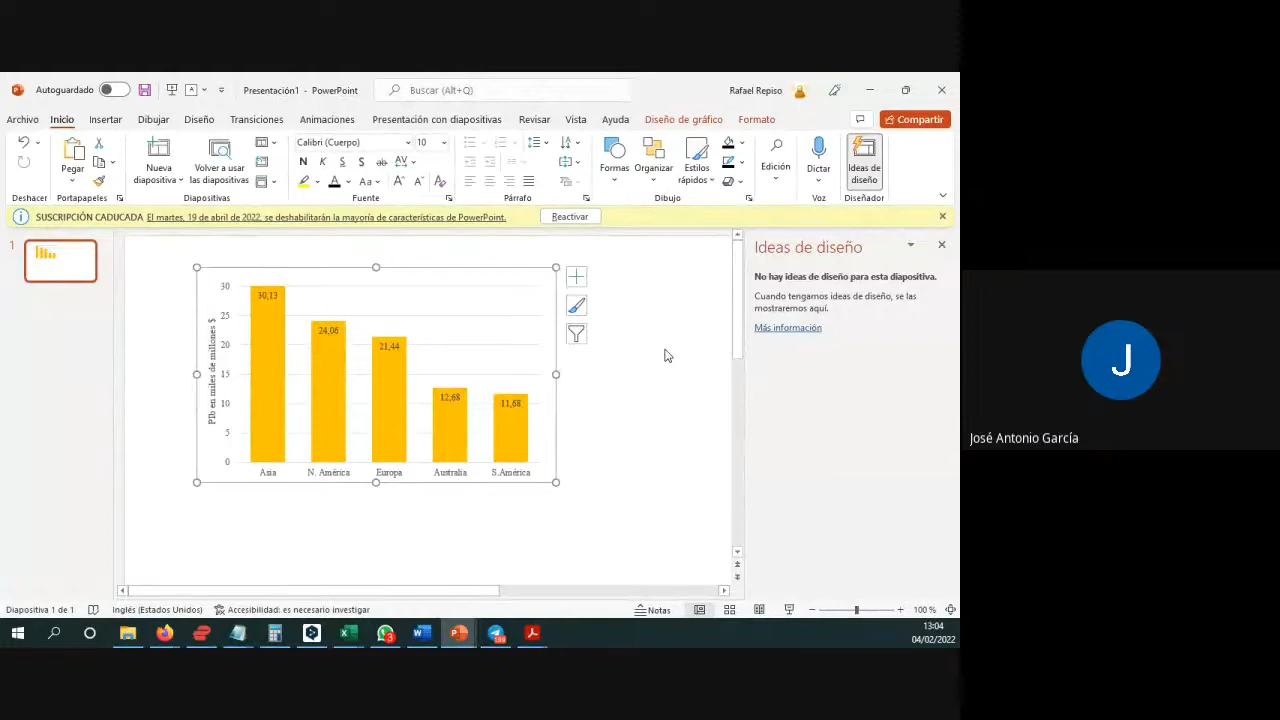 Autoguardado
Presentación1 - PowerPoint
Buscar (Alt+Q)
Rafael Repiso
Archivo Inicio Insertar Dibujar Diseño Transiciones Animaciones Presentación con diapositivas Revisar Vista Ayuda Diseño de gráfico Formato
Compartir
Deshacer
Pegar
Portapapeles
Nueva diapositiva
Volver a usar las diapositivas
Diapositivas
Calibri (Cuerpo) 10
N K S ab AV
A Aa A A A
Fuente
Párrafo
Formas
Organizar
Estilos rápidos
Dibujo
Edición
Dictar
Voz
Ideas de diseño
Diseñador
SUSCRIPCIÓN CADUCADA El martes, 19 de abril de 2022, se deshabilitarán la mayoría de características de PowerPoint.
Reactivar
1
PIb en miles de millones $
30
25
20
15
10
5
0
30,13
24,06
21,44
12,68
11,68
Asia N. América Europa Australia S.América
Ideas de diseño
No hay ideas de diseño para esta diapositiva.
Cuando tengamos ideas de diseño, se las
mostraremos aquí.
Más información
J
José Antonio García
Diapositiva 1 de 1
Inglés (Estados Unidos)
Accesibilidad: es necesario investigar
Notas
100 %
3
13:04
04/02/2022